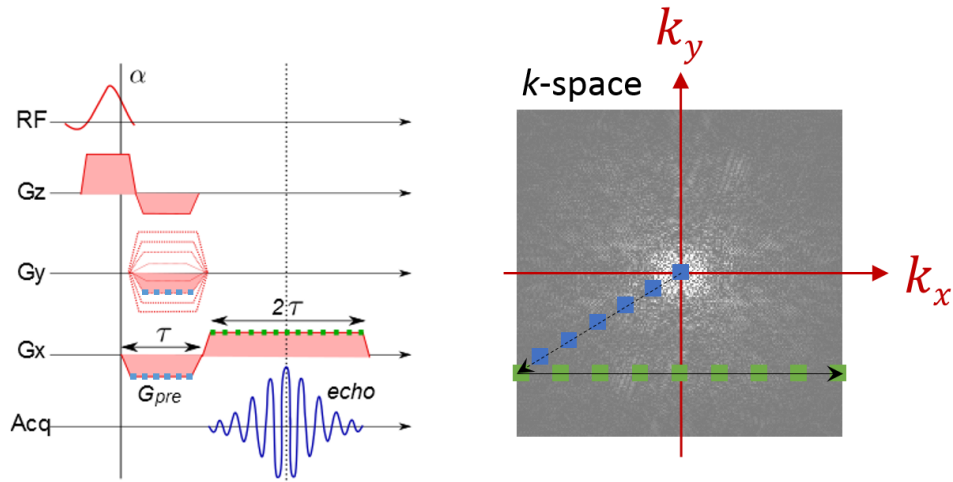 α
RF
Gz
Gy
2τ
τ
Gx
Gpre
echo
Acq
ky
k-space
kx